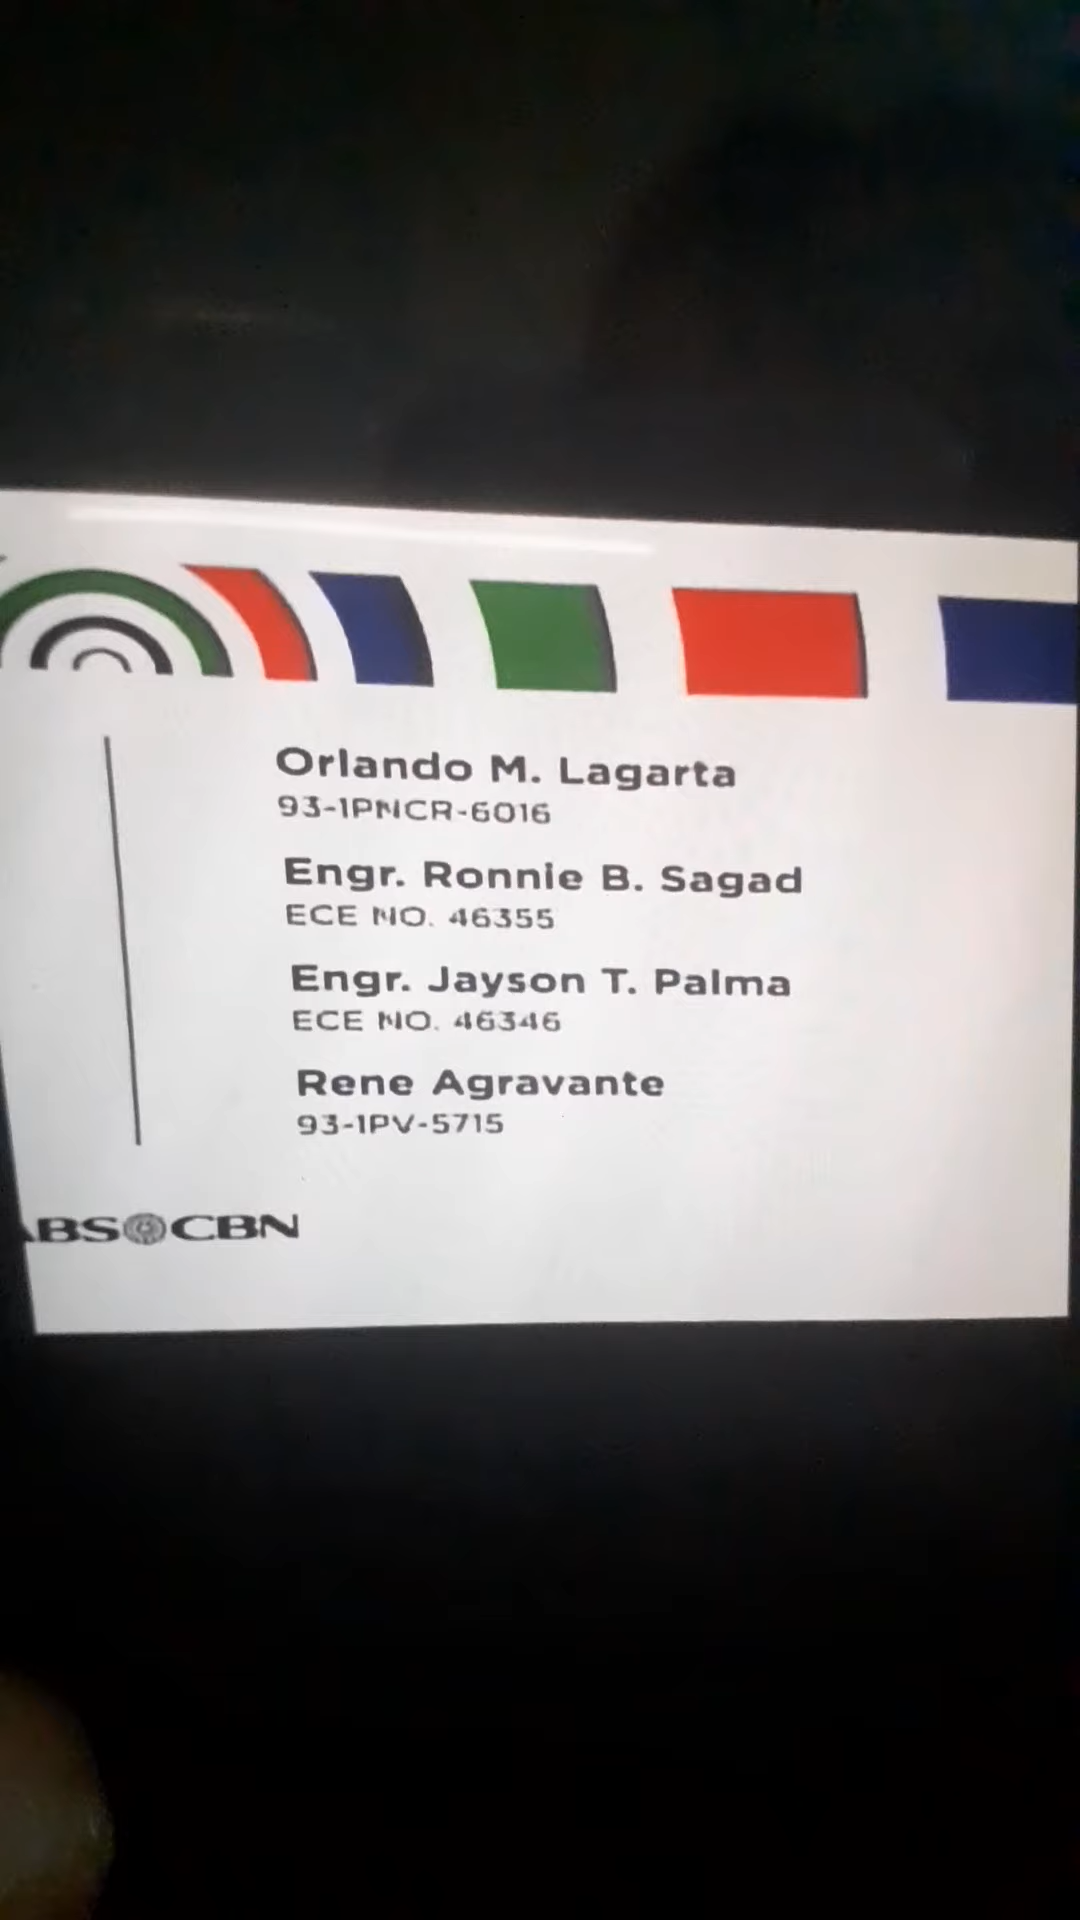 Orlando M. Lagarta
93-1PNCR-6016
Engr. Ronnie B. Sagad
ECE NO. 46355
Engr. Jayson T. Palma
ECE NO. 46346
Rene Agravante
93-1PV-5715
ABS CBN